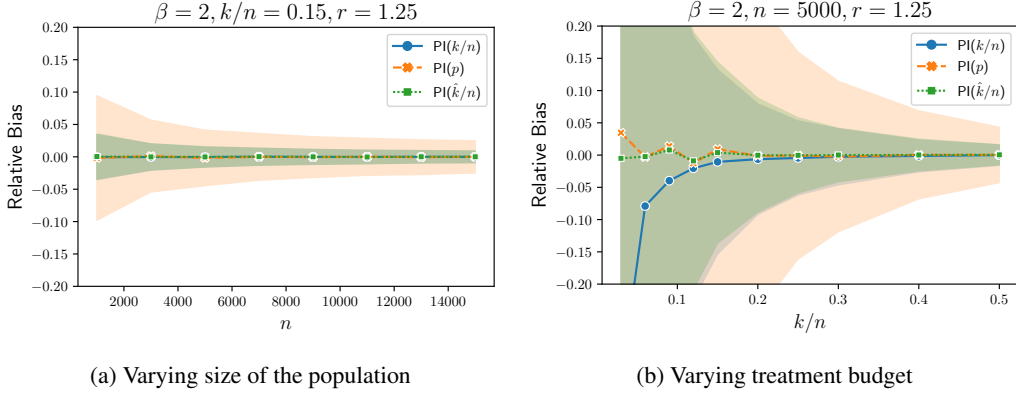 β = 2, k/n = 0.15, r = 1.25
0.20
0.15
0.10
0.05
0.00
−0.05
−0.10
−0.15
−0.20
Relative Bias
PI(k/n)
PI(p)
PI(k̂/n)
2000 4000 6000 8000 10000 12000 14000
n
(a) Varying size of the population
β = 2, n = 5000, r = 1.25
0.20
0.15
0.10
0.05
0.00
−0.05
−0.10
−0.15
−0.20
Relative Bias
PI(k/n)
PI(p)
PI(k̂/n)
0.1 0.2 0.3 0.4 0.5
k/n
(b) Varying treatment budget